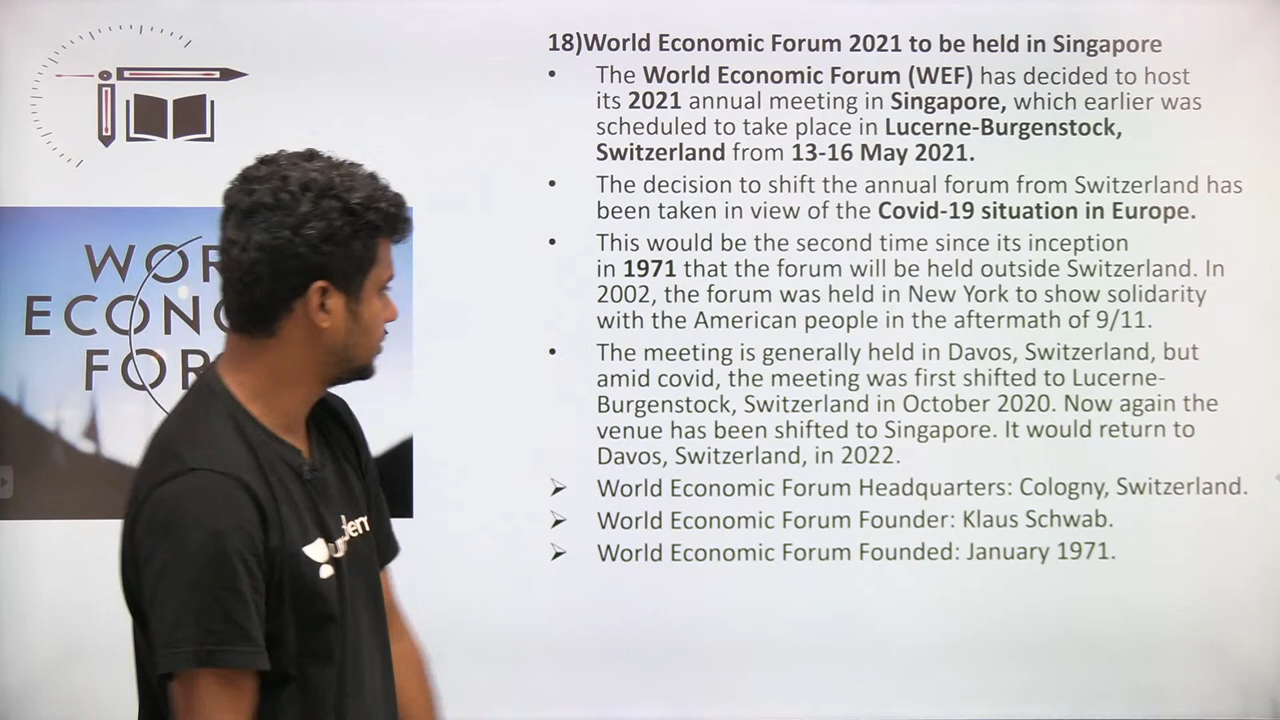 18)World Economic Forum 2021 to be held in Singapore
• The World Economic Forum (WEF) has decided to host
its 2021 annual meeting in Singapore, which earlier was
scheduled to take place in Lucerne-Burgenstock,
Switzerland from 13-16 May 2021.
• The decision to shift the annual forum from Switzerland has
been taken in view of the Covid-19 situation in Europe.
• This would be the second time since its inception
in 1971 that the forum will be held outside Switzerland. In
2002, the forum was held in New York to show solidarity
with the American people in the aftermath of 9/11.
• The meeting is generally held in Davos, Switzerland, but
amid covid, the meeting was first shifted to Lucerne-
Burgenstock, Switzerland in October 2020. Now again the
venue has been shifted to Singapore. It would return to
Davos, Switzerland, in 2022.
➢ World Economic Forum Headquarters: Cologny, Switzerland.
➢ World Economic Forum Founder: Klaus Schwab.
➢ World Economic Forum Founded: January 1971.
WOR
ECONO
FOR